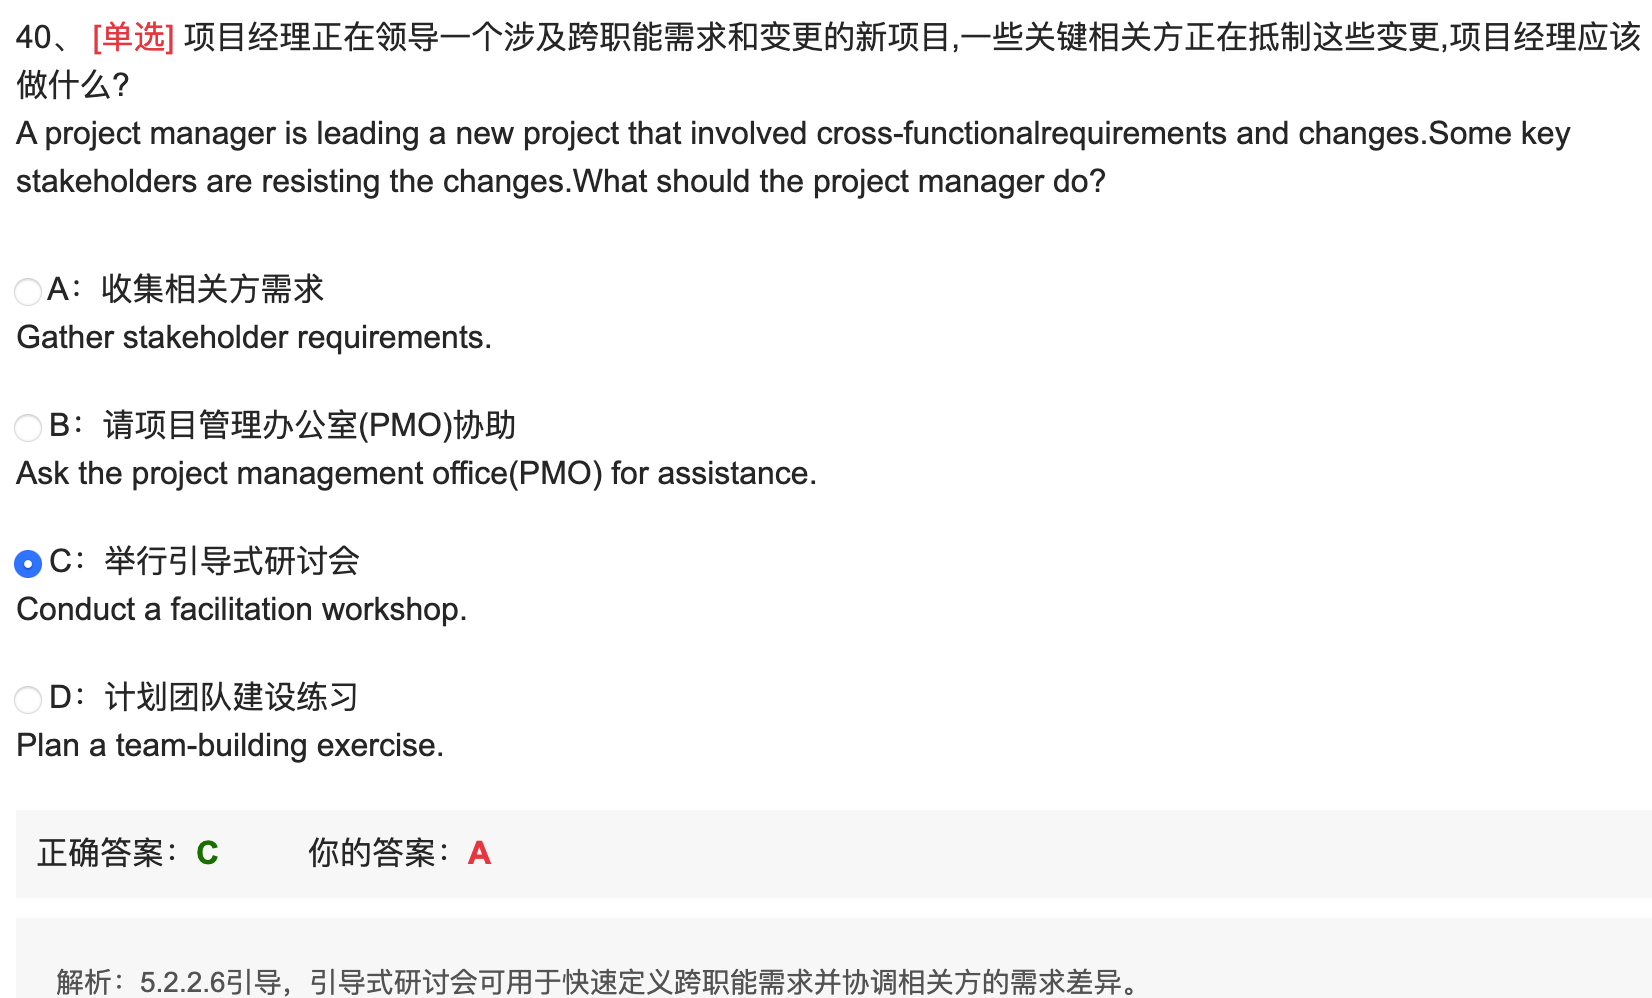 40、 [单选] 项目经理正在领导一个涉及跨职能需求和变更的新项目,一些关键相关方正在抵制这些变更,项目经理应该
做什么?
A project manager is leading a new project that involved cross-functionalrequirements and changes.Some key
stakeholders are resisting the changes.What should the project manager do?
A：收集相关方需求
Gather stakeholder requirements.
B：请项目管理办公室(PMO)协助
Ask the project management office(PMO) for assistance.
C：举行引导式研讨会
Conduct a facilitation workshop.
D：计划团队建设练习
Plan a team-building exercise.
正确答案：C 你的答案：A
解析：5.2.2.6引导，引导式研讨会可用于快速定义跨职能需求并协调相关方的需求差异。